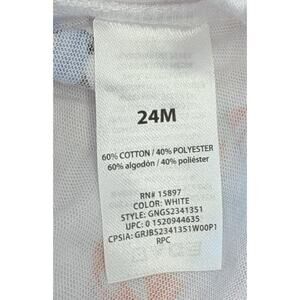 24M
60% COTTON / 40% POLYESTER
60% algodón / 40% poliéster
RN# 15897
COLOR: WHITE
STYLE: GNGS2341351
UPC: 0 1520944635
CPSIA: GRJBS2341351W00P1
RPC